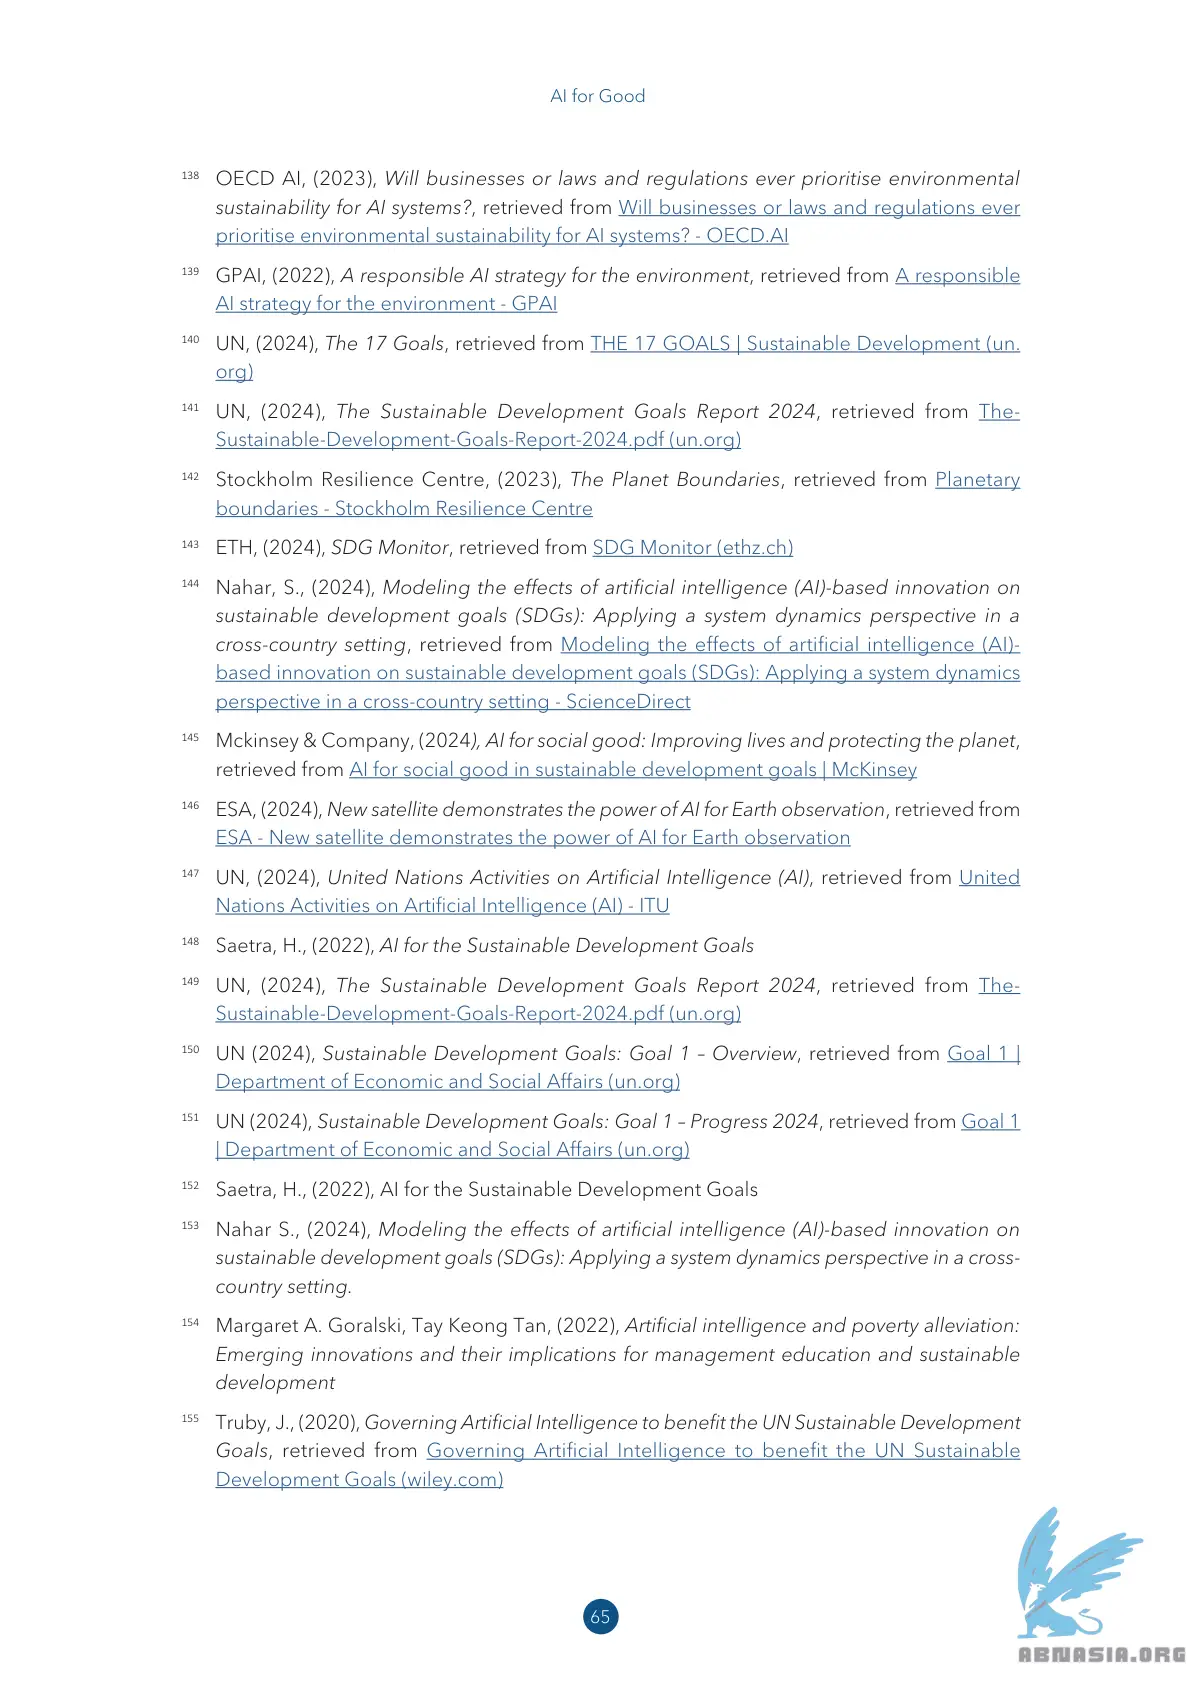 AI for Good
138 OECD AI, (2023), Will businesses or laws and regulations ever prioritise environmental
sustainability for AI systems?, retrieved from Will businesses or laws and regulations ever
prioritise environmental sustainability for AI systems? - OECD.AI
139 GPAI, (2022), A responsible AI strategy for the environment, retrieved from A responsible
AI strategy for the environment - GPAI
140 UN, (2024), The 17 Goals, retrieved from THE 17 GOALS | Sustainable Development (un.
org)
141 UN, (2024), The Sustainable Development Goals Report 2024, retrieved from The-
Sustainable-Development-Goals-Report-2024.pdf (un.org)
142 Stockholm Resilience Centre, (2023), The Planet Boundaries, retrieved from Planetary
boundaries - Stockholm Resilience Centre
143 ETH, (2024), SDG Monitor, retrieved from SDG Monitor (ethz.ch)
144 Nahar, S., (2024), Modeling the effects of artificial intelligence (AI)-based innovation on
sustainable development goals (SDGs): Applying a system dynamics perspective in a
cross-country setting, retrieved from Modeling the effects of artificial intelligence (AI)-
based innovation on sustainable development goals (SDGs): Applying a system dynamics
perspective in a cross-country setting - ScienceDirect
145 Mckinsey & Company, (2024), AI for social good: Improving lives and protecting the planet,
retrieved from AI for social good in sustainable development goals | McKinsey
146 ESA, (2024), New satellite demonstrates the power of AI for Earth observation, retrieved from
ESA - New satellite demonstrates the power of AI for Earth observation
147 UN, (2024), United Nations Activities on Artificial Intelligence (AI), retrieved from United
Nations Activities on Artificial Intelligence (AI) - ITU
148 Saetra, H., (2022), AI for the Sustainable Development Goals
149 UN, (2024), The Sustainable Development Goals Report 2024, retrieved from The-
Sustainable-Development-Goals-Report-2024.pdf (un.org)
150 UN (2024), Sustainable Development Goals: Goal 1 – Overview, retrieved from Goal 1 |
Department of Economic and Social Affairs (un.org)
151 UN (2024), Sustainable Development Goals: Goal 1 – Progress 2024, retrieved from Goal 1
| Department of Economic and Social Affairs (un.org)
152 Saetra, H., (2022), AI for the Sustainable Development Goals
153 Nahar S., (2024), Modeling the effects of artificial intelligence (AI)-based innovation on
sustainable development goals (SDGs): Applying a system dynamics perspective in a cross-
country setting.
154 Margaret A. Goralski, Tay Keong Tan, (2022), Artificial intelligence and poverty alleviation:
Emerging innovations and their implications for management education and sustainable
development
155 Truby, J., (2020), Governing Artificial Intelligence to benefit the UN Sustainable Development
Goals, retrieved from Governing Artificial Intelligence to benefit the UN Sustainable
Development Goals (wiley.com)
65
ABNASIA.ORG